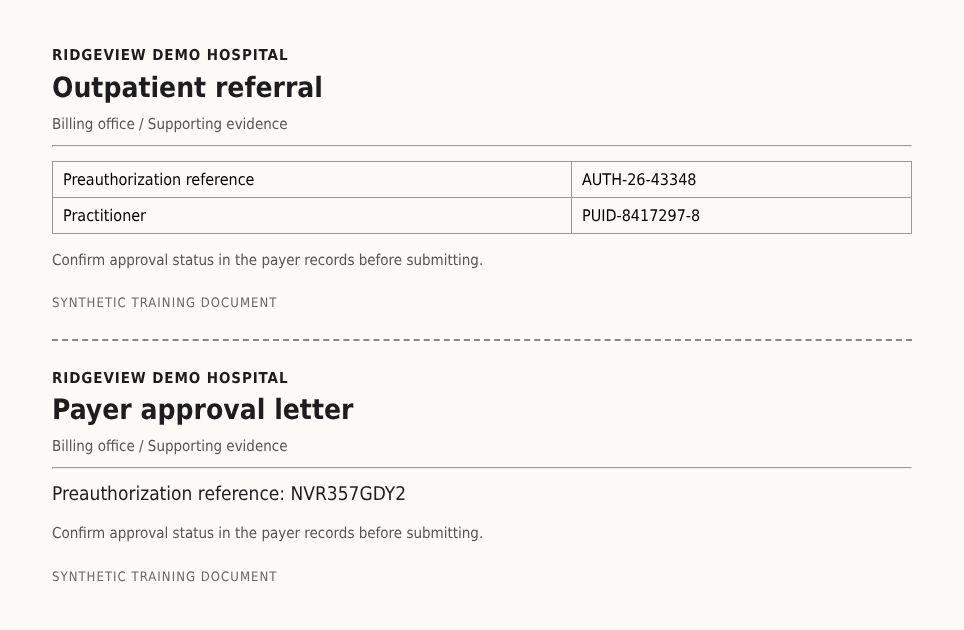 RIDGEVIEW DEMO HOSPITAL
Outpatient referral
Billing office / Supporting evidence
Preauthorization reference AUTH-26-43348
Practitioner PUID-8417297-8
Confirm approval status in the payer records before submitting.
SYNTHETIC TRAINING DOCUMENT
RIDGEVIEW DEMO HOSPITAL
Payer approval letter
Billing office / Supporting evidence
Preauthorization reference: NVR357GDY2
Confirm approval status in the payer records before submitting.
SYNTHETIC TRAINING DOCUMENT